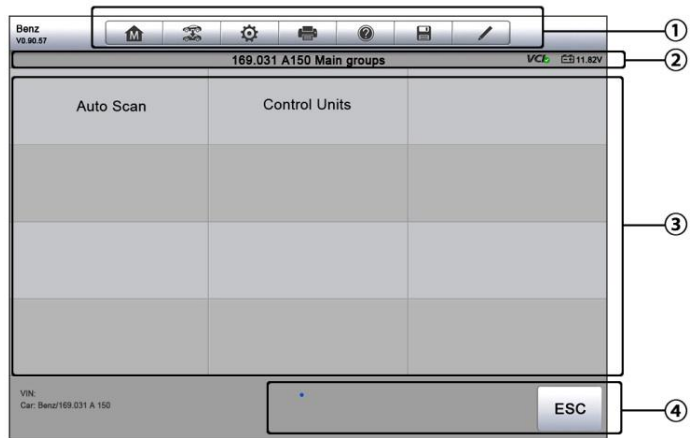 Benz
V0.90.57
M
169.031 A150 Main groups
VCI 11.82V
Auto Scan
Control Units
VIN:
Car: Benz/169.031 A 150
ESC
①
②
③
④